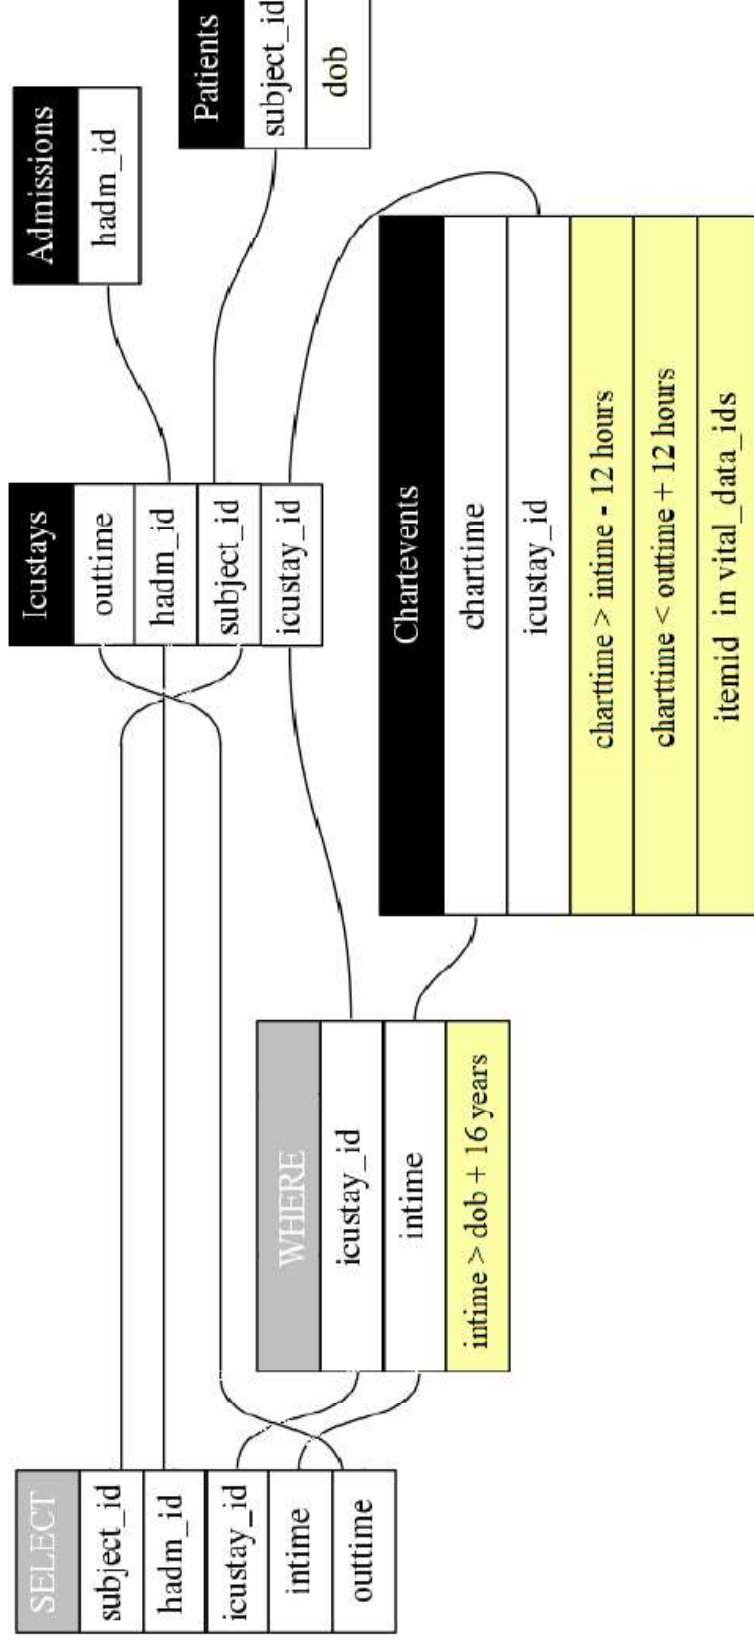 SELECT
subject_id
hadm_id
icustay_id
intime
outtime
WHERE
icustay_id
intime
intime > dob + 16 years
Icustays
outtime
hadm_id
subject_id
icustay_id
Chartevents
charttime
icustay_id
charttime > intime - 12 hours
charttime < outtime + 12 hours
itemid in vital_data_ids
Admissions
hadm_id
Patients
subject_id
dob